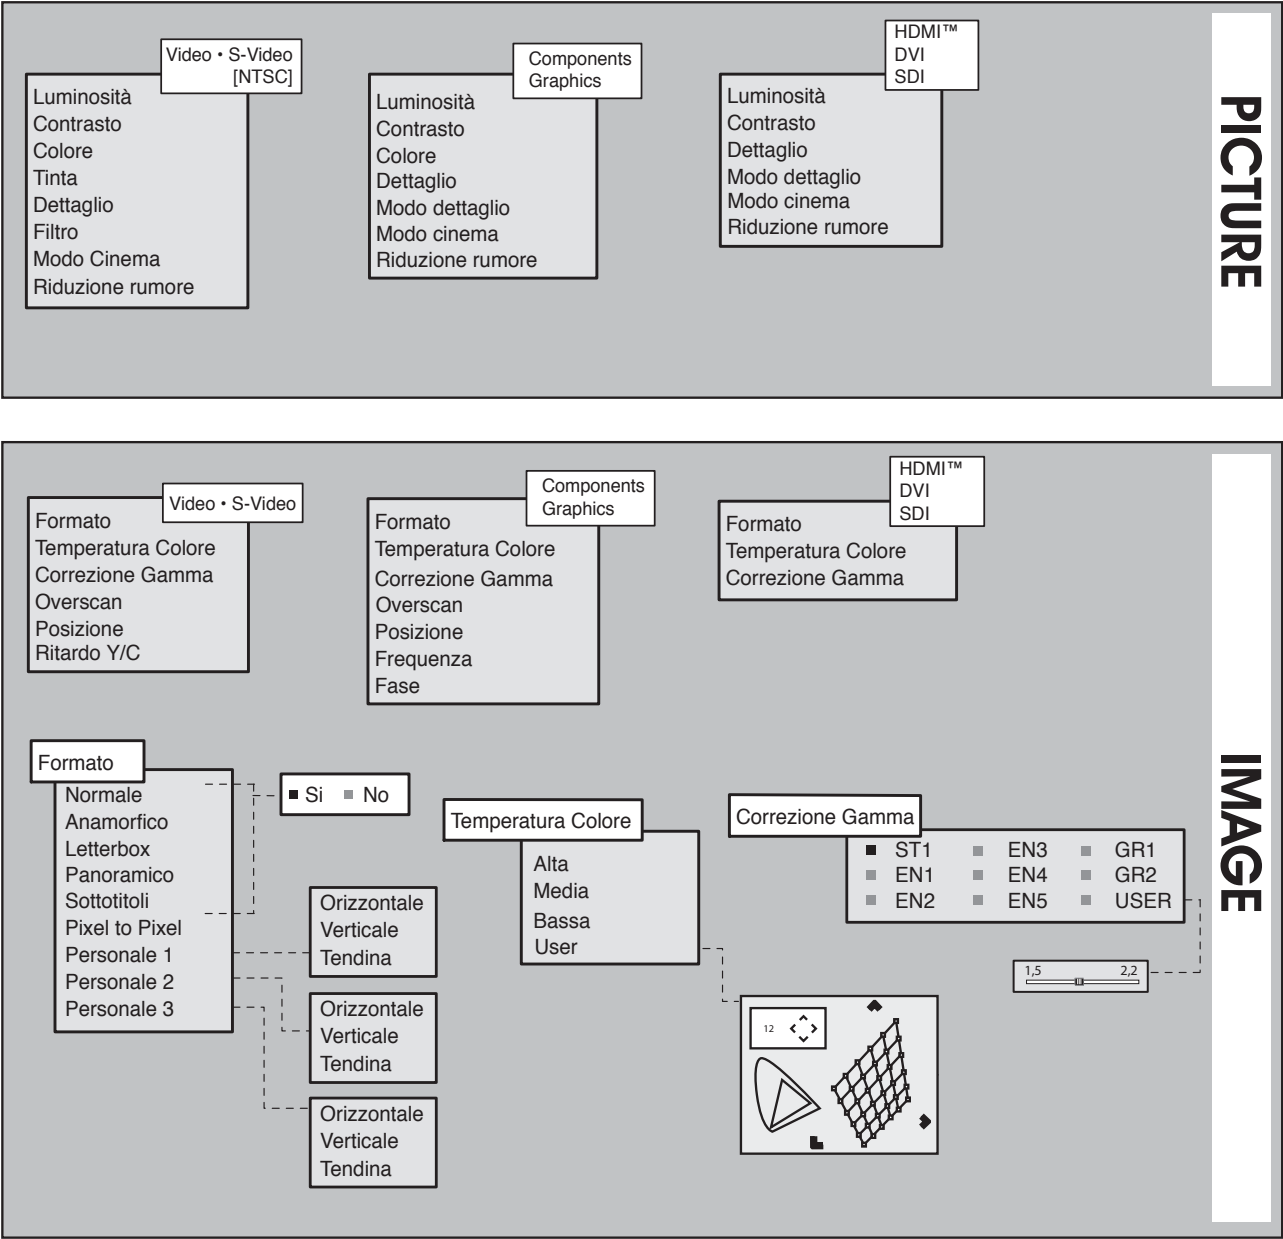 PICTURE
Video • S-Video
[NTSC]
Luminosità
Contrasto
Colore
Tinta
Dettaglio
Filtro
Modo Cinema
Riduzione rumore
Components
Graphics
Luminosità
Contrasto
Colore
Dettaglio
Modo dettaglio
Modo cinema
Riduzione rumore
HDMI™
DVI
SDI
Luminosità
Contrasto
Dettaglio
Modo dettaglio
Modo cinema
Riduzione rumore
IMAGE
Video • S-Video
Formato
Temperatura Colore
Correzione Gamma
Overscan
Posizione
Ritardo Y/C
Components
Graphics
Formato
Temperatura Colore
Correzione Gamma
Overscan
Posizione
Frequenza
Fase
HDMI™
DVI
SDI
Formato
Temperatura Colore
Correzione Gamma
Formato
Normale
Anamorfico
Letterbox
Panoramico
Sottotitoli
Pixel to Pixel
Personale 1
Personale 2
Personale 3
Si No
Orizzontale
Verticale
Tendina
Orizzontale
Verticale
Tendina
Orizzontale
Verticale
Tendina
Temperatura Colore
Alta
Media
Bassa
User
12
Correzione Gamma
ST1 EN3 GR1
EN1 EN4 GR2
EN2 EN5 USER
1,5 2,2